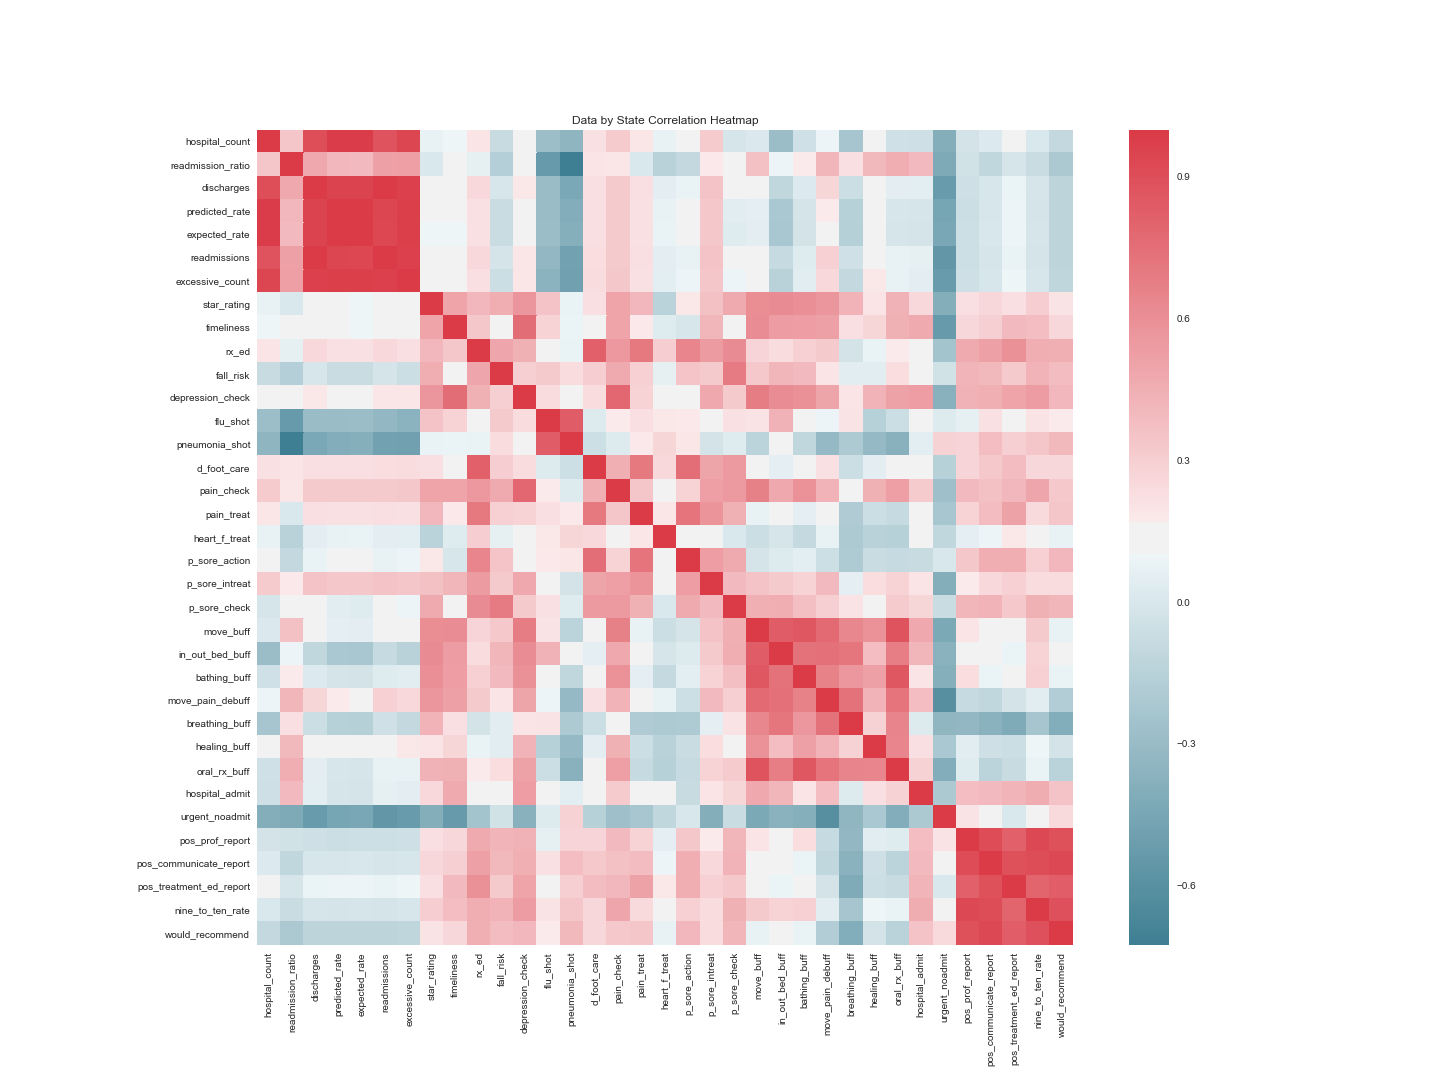 Data by State Correlation Heatmap
hospital_count
readmission_ratio
discharges
predicted_rate
expected_rate
readmissions
excessive_count
star_rating
timeliness
rx_ed
fall_risk
depression_check
flu_shot
pneumonia_shot
d_foot_care
pain_check
pain_treat
heart_f_treat
p_sore_action
p_sore_intreat
p_sore_check
move_buff
in_out_bed_buff
bathing_buff
move_pain_debuff
breathing_buff
healing_buff
oral_rx_buff
hospital_admit
urgent_noadmit
pos_prof_report
pos_communicate_report
pos_treatment_ed_report
nine_to_ten_rate
would_recommend
hospital_count
readmission_ratio
discharges
predicted_rate
expected_rate
readmissions
excessive_count
star_rating
timeliness
rx_ed
fall_risk
depression_check
flu_shot
pneumonia_shot
d_foot_care
pain_check
pain_treat
heart_f_treat
p_sore_action
p_sore_intreat
p_sore_check
move_buff
in_out_bed_buff
bathing_buff
move_pain_debuff
breathing_buff
healing_buff
oral_rx_buff
hospital_admit
urgent_noadmit
pos_prof_report
pos_communicate_report
pos_treatment_ed_report
nine_to_ten_rate
would_recommend
0.9
0.6
0.3
0.0
−0.3
−0.6